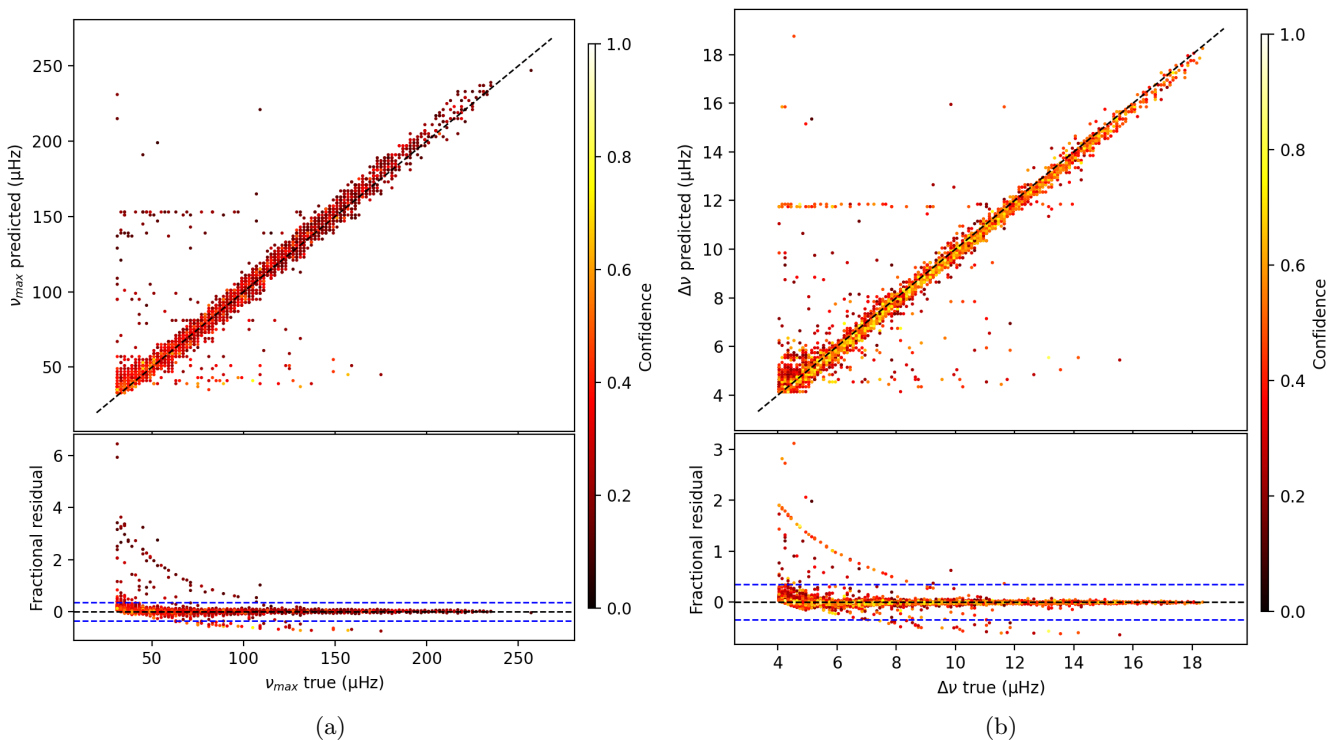 250
200
150
100
50
ν_max predicted (μHz)
1.0
0.8
0.6
0.4
0.2
0.0
Confidence
6
4
2
0
Fractional residual
50 100 150 200 250
ν_max true (μHz)
(a)
18
16
14
12
10
8
6
4
Δν predicted (μHz)
1.0
0.8
0.6
0.4
0.2
0.0
Confidence
3
2
1
0
Fractional residual
4 6 8 10 12 14 16 18
Δν true (μHz)
(b)